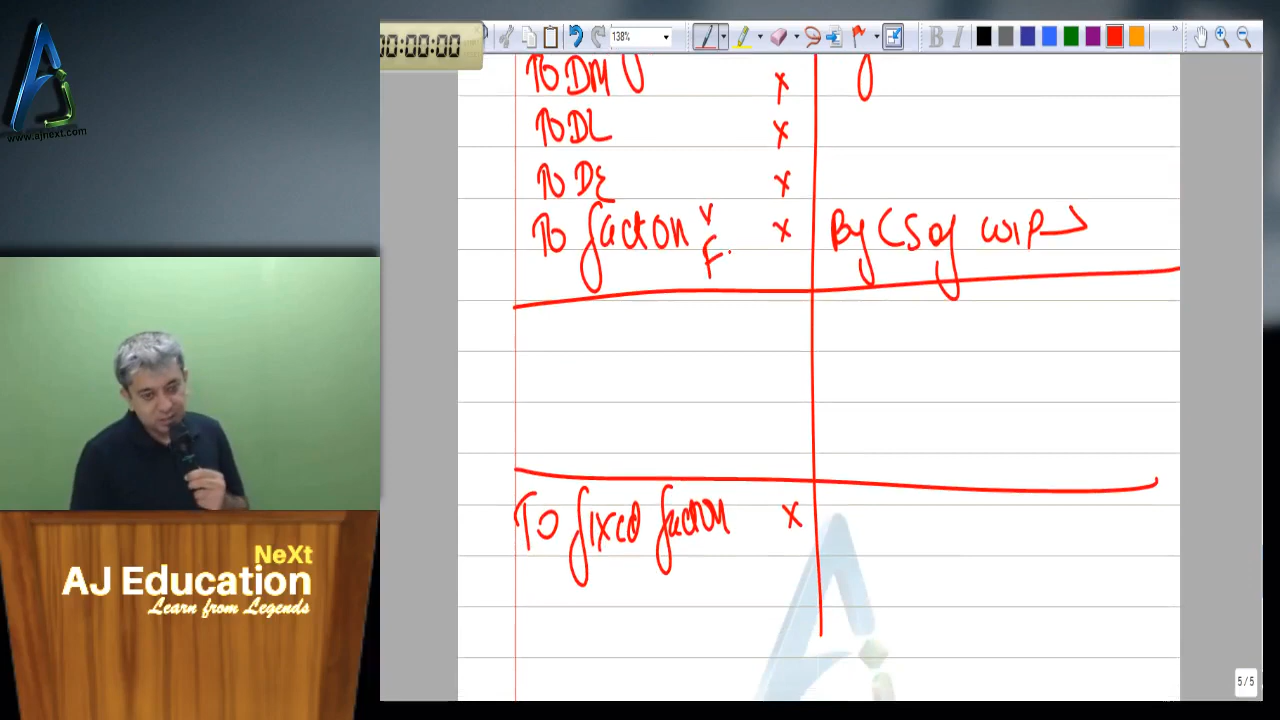 www.ajnext.com
00:00:00
138%
B I
To DM
x
To DL
x
To DE
x
To factory V
F
x
By CS of WIP
To fixed factory
x
NeXt
AJ Education
Learn from Legends
5/5